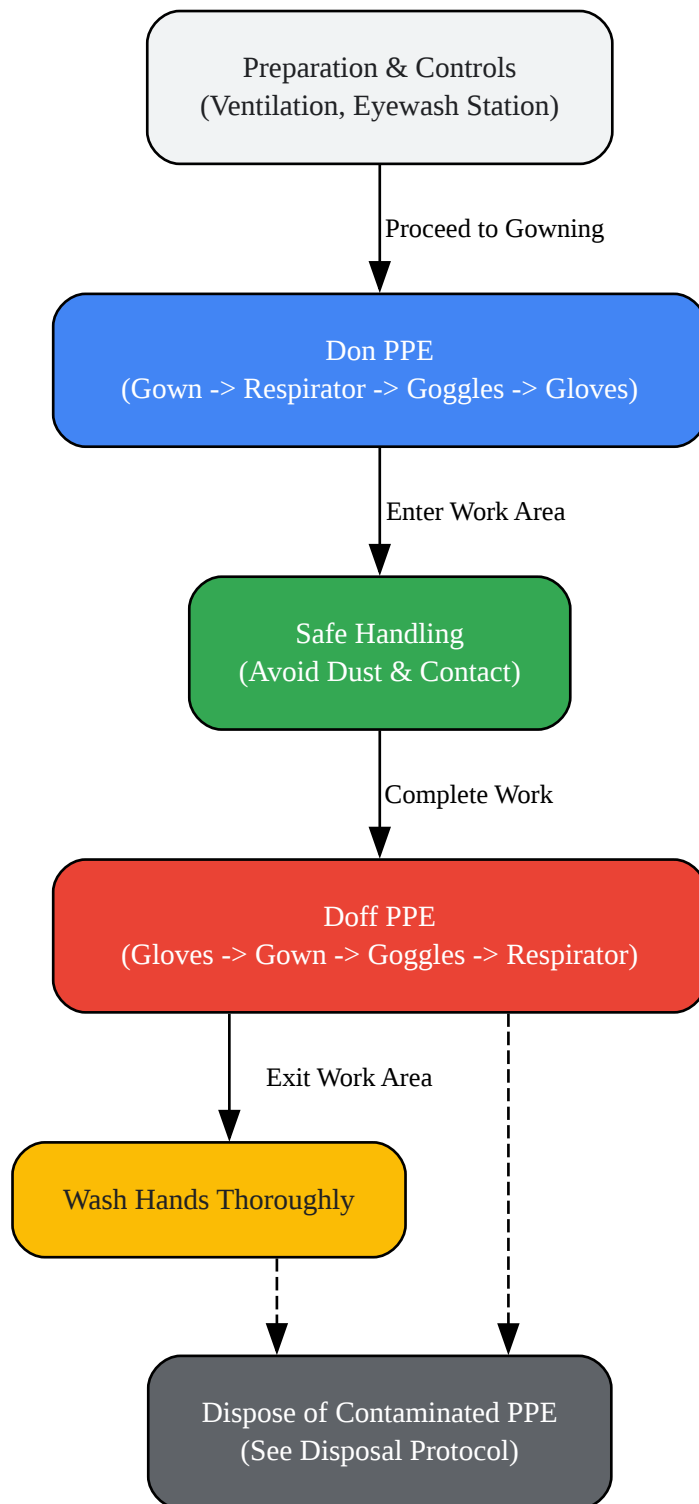 Preparation & Controls
(Ventilation, Eyewash Station)
Proceed to Gowning
Don PPE
(Gown -> Respirator -> Goggles -> Gloves)
Enter Work Area
Safe Handling
(Avoid Dust & Contact)
Complete Work
Doff PPE
(Gloves -> Gown -> Goggles -> Respirator)
Exit Work Area
Wash Hands Thoroughly
Dispose of Contaminated PPE
(See Disposal Protocol)